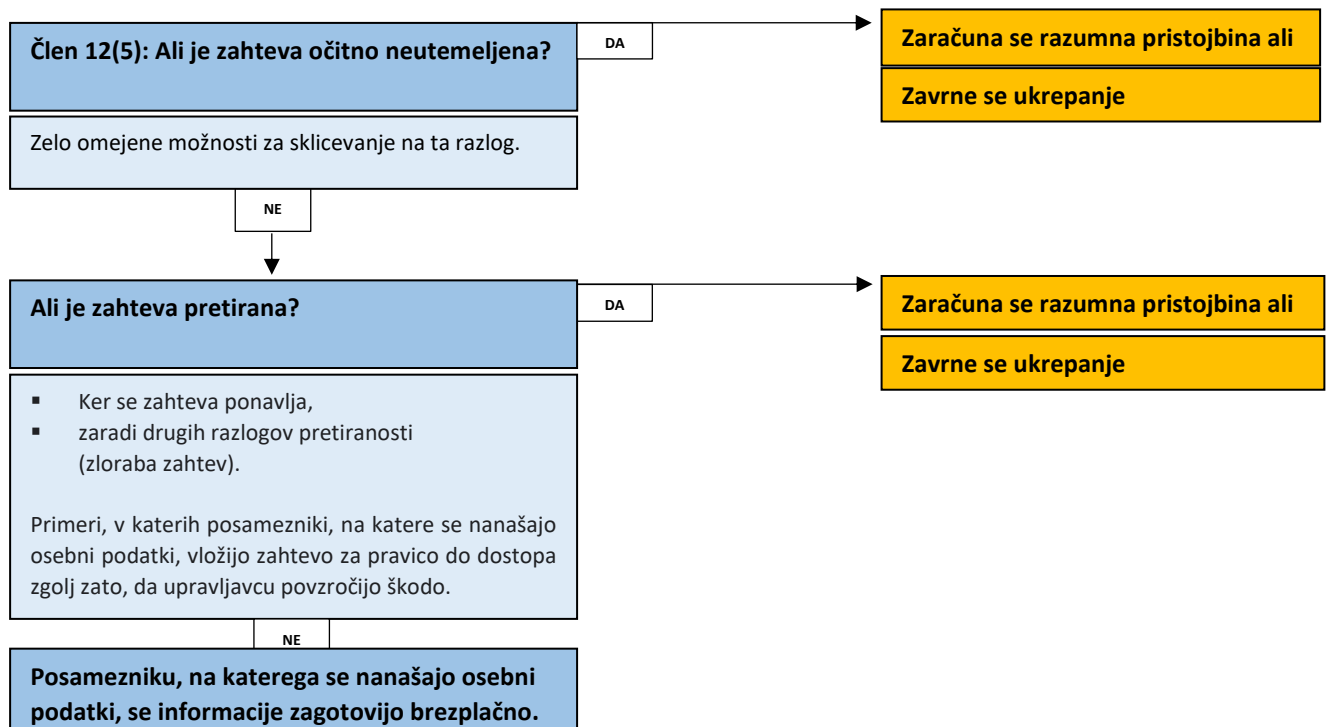 Člen 12(5): Ali je zahteva očitno neutemeljena?
DA
Zaračuna se razumna pristojbina ali
Zavrne se ukrepanje
Zelo omejene možnosti za sklicevanje na ta razlog.
NE
Ali je zahteva pretirana?
DA
Zaračuna se razumna pristojbina ali
Zavrne se ukrepanje
▪ Ker se zahteva ponavlja,
▪ zaradi drugih razlogov pretiranosti
(zloraba zahtev).
Primeri, v katerih posamezniki, na katere se nanašajo
osebni podatki, vložijo zahtevo za pravico do dostopa
zgolj zato, da upravljavcu povzročijo škodo.
NE
Posamezniku, na katerega se nanašajo osebni
podatki, se informacije zagotovijo brezplačno.